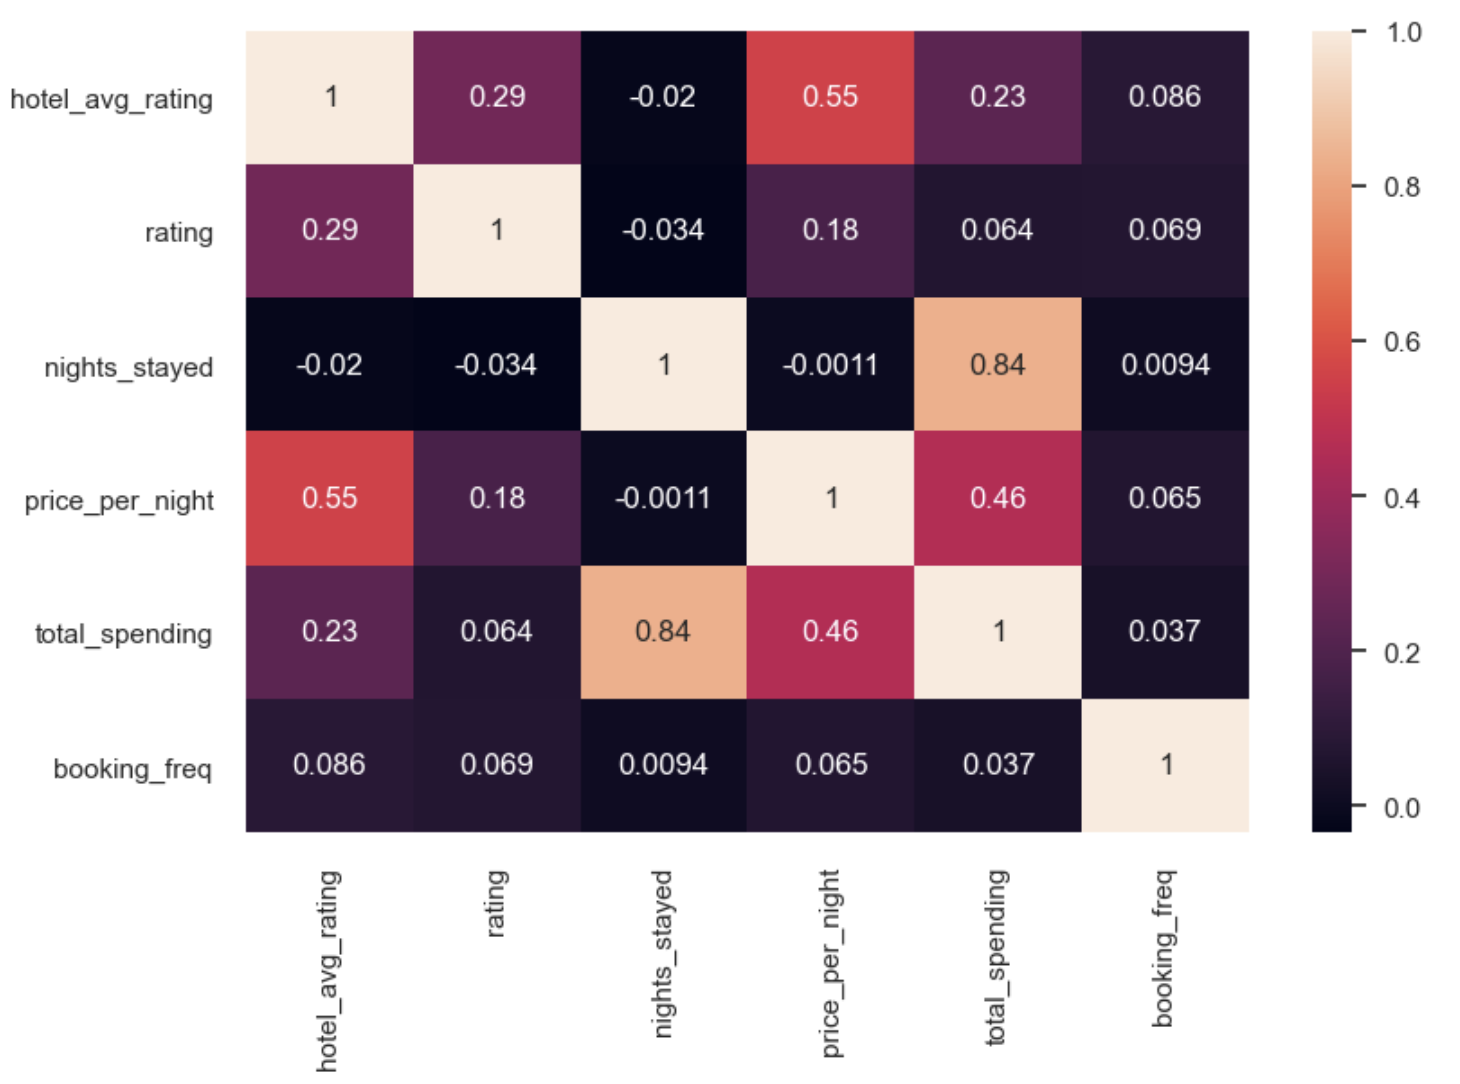 hotel_avg_rating 1 0.29 -0.02 0.55 0.23 0.086
rating 0.29 1 -0.034 0.18 0.064 0.069
nights_stayed -0.02 -0.034 1 -0.0011 0.84 0.0094
price_per_night 0.55 0.18 -0.0011 1 0.46 0.065
total_spending 0.23 0.064 0.84 0.46 1 0.037
booking_freq 0.086 0.069 0.0094 0.065 0.037 1
hotel_avg_rating
rating
nights_stayed
price_per_night
total_spending
booking_freq
1.0
0.8
0.6
0.4
0.2
0.0